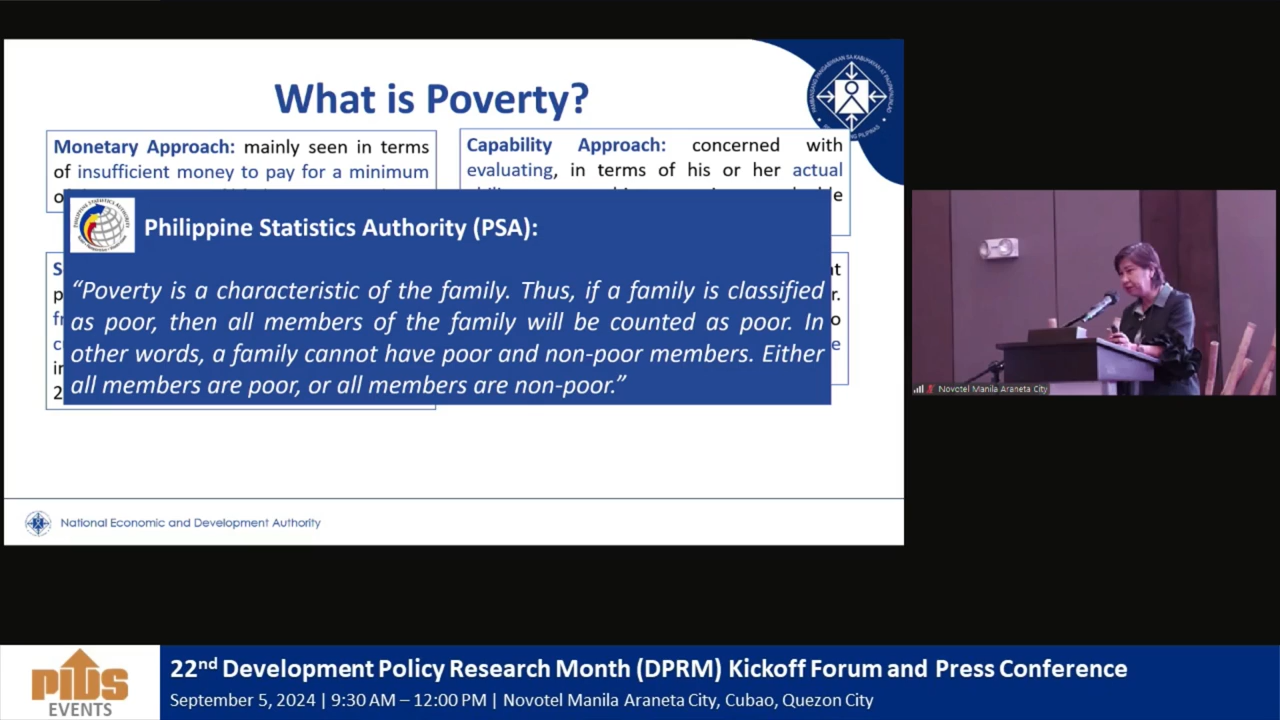 What is Poverty?
Monetary Approach: mainly seen in terms
of insufficient money to pay for a minimum
Capability Approach: concerned with
evaluating, in terms of his or her actual
Philippine Statistics Authority (PSA):
“Poverty is a characteristic of the family. Thus, if a family is classified
as poor, then all members of the family will be counted as poor. In
other words, a family cannot have poor and non-poor members. Either
all members are poor, or all members are non-poor.”
National Economic and Development Authority
Novotel Manila Araneta City
PIDS
EVENTS
22nd Development Policy Research Month (DPRM) Kickoff Forum and Press Conference
September 5, 2024 | 9:30 AM – 12:00 PM | Novotel Manila Araneta City, Cubao, Quezon City